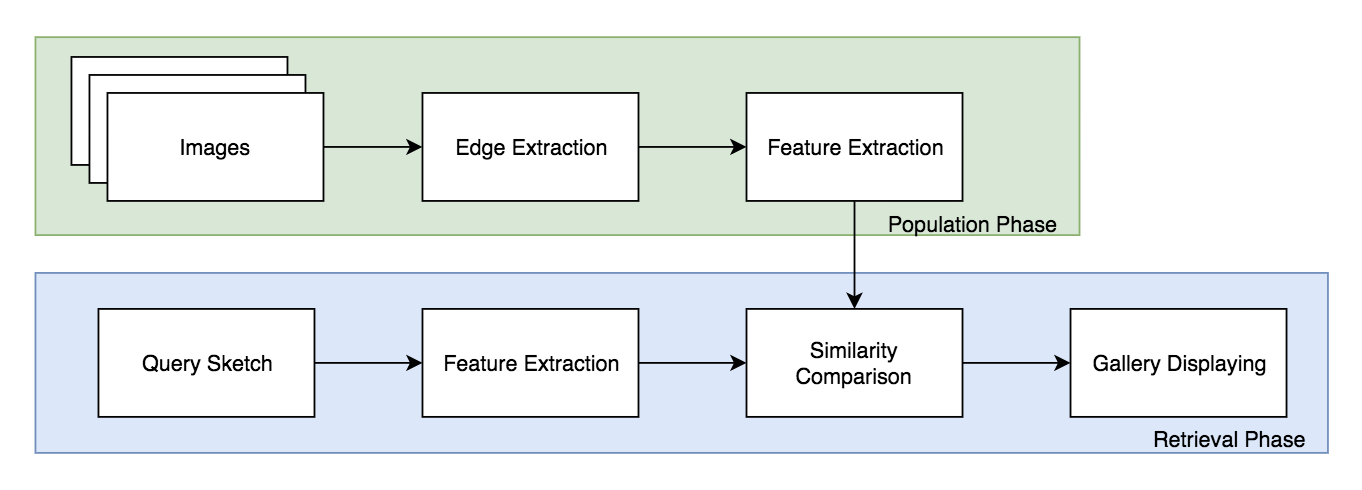 Images
Edge Extraction
Feature Extraction
Population Phase
Query Sketch
Feature Extraction
Similarity
Comparison
Gallery Displaying
Retrieval Phase